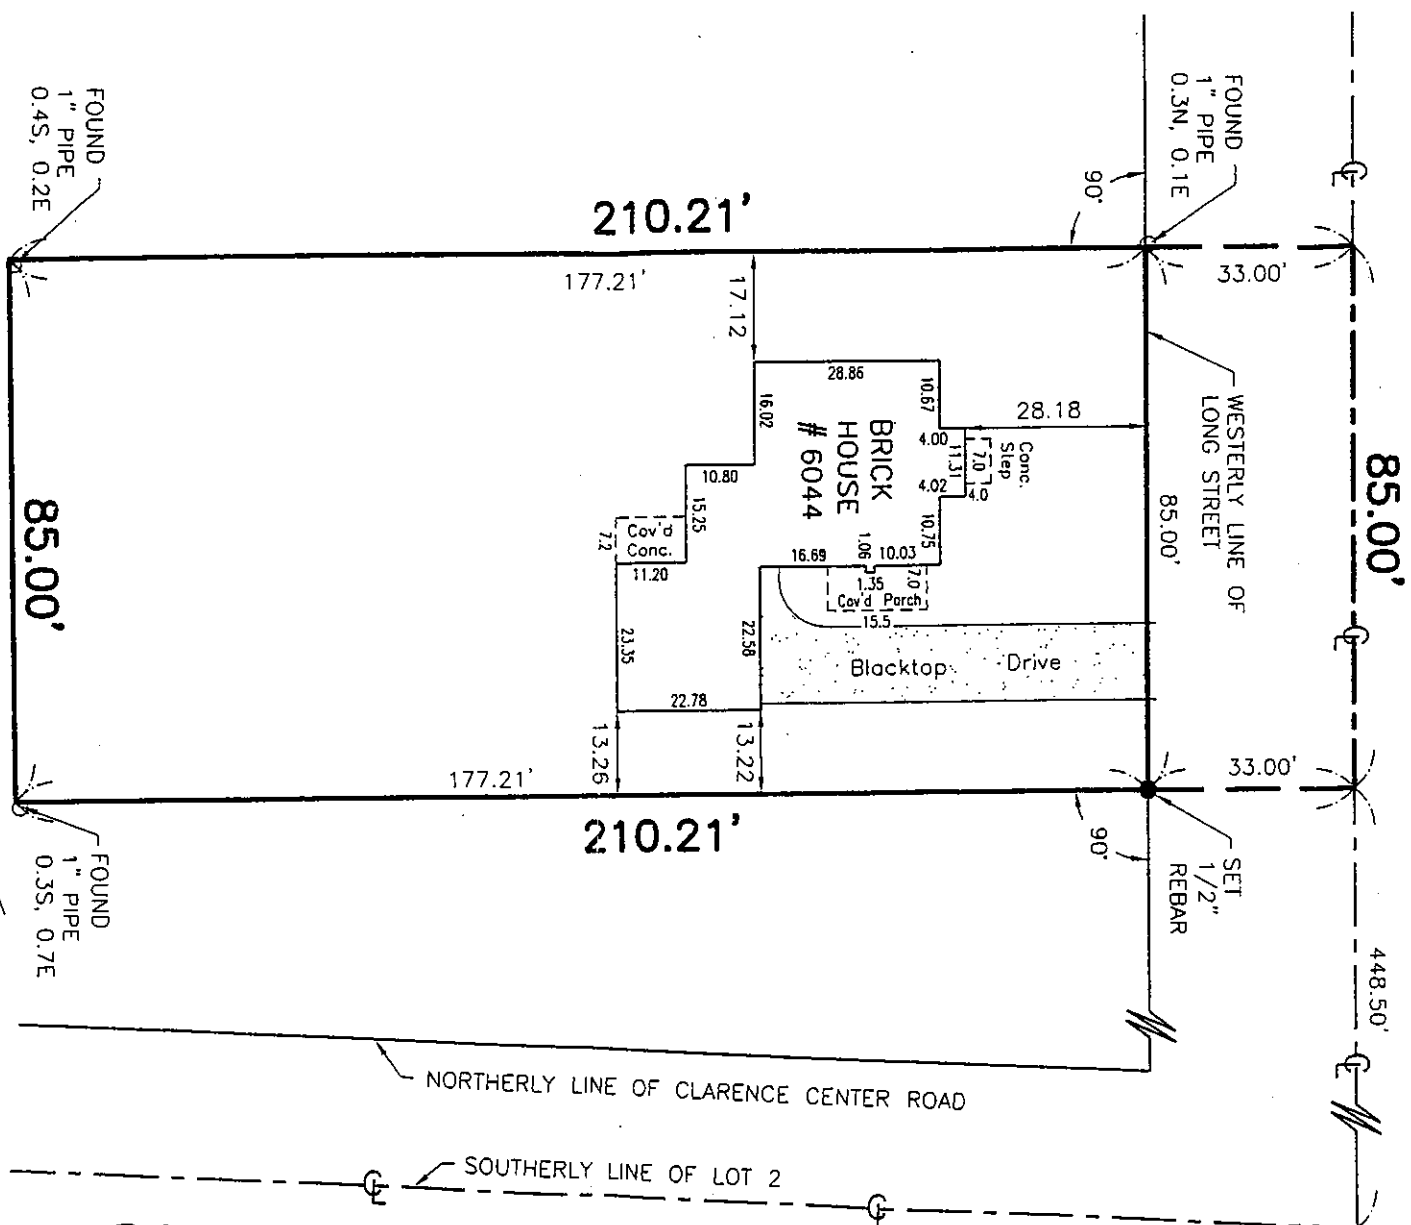 FOUND
1" PIPE
0.4S, 0.2E
FOUND
1" PIPE
0.3N, 0.1E
90°
210.21'
177.21'
33.00'
17.12
WESTERLY LINE OF
LONG STREET
85.00'
85.00'
28.18
28.86
10.67
16.02
BRICK
HOUSE
# 6044
4.00
11.31
7.0
Conc.
Step
4.02
4.0
10.80
15.25
10.75
Cov'd
Conc.
7.2
11.20
16.69
1.06
10.03
7.0
1.35
Cov'd Porch
15.5
23.35
22.58
Blacktop
Drive
22.78
13.26
13.22
85.00'
177.21'
33.00'
210.21'
90°
SET
1/2"
REBAR
FOUND
1" PIPE
0.3S, 0.7E
448.50'
NORTHERLY LINE OF CLARENCE CENTER ROAD
SOUTHERLY LINE OF LOT 2